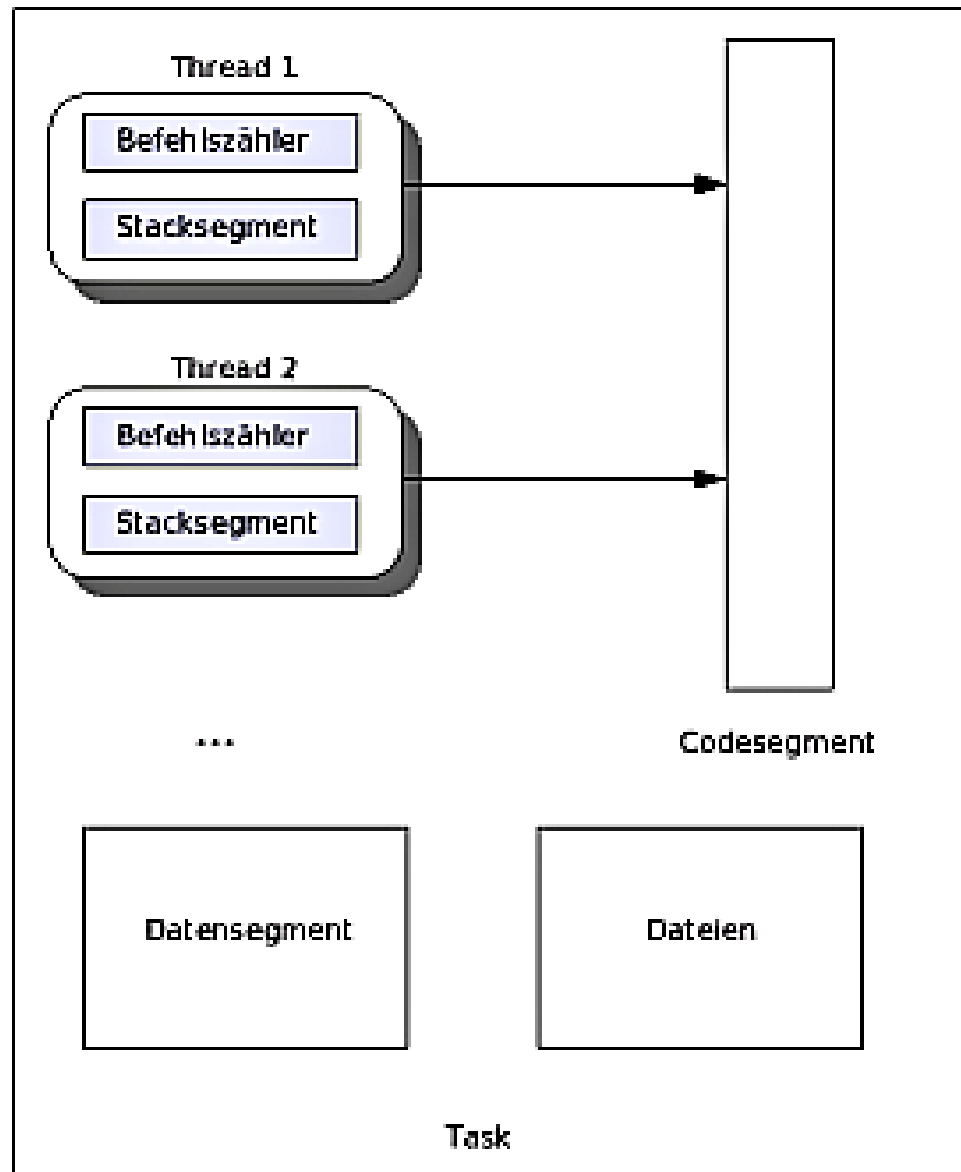 Thread 1
Befehlszähler
Stacksegment
Thread 2
Befehlszähler
Stacksegment
...
Codesegment
Datensegment
Dateien
Task